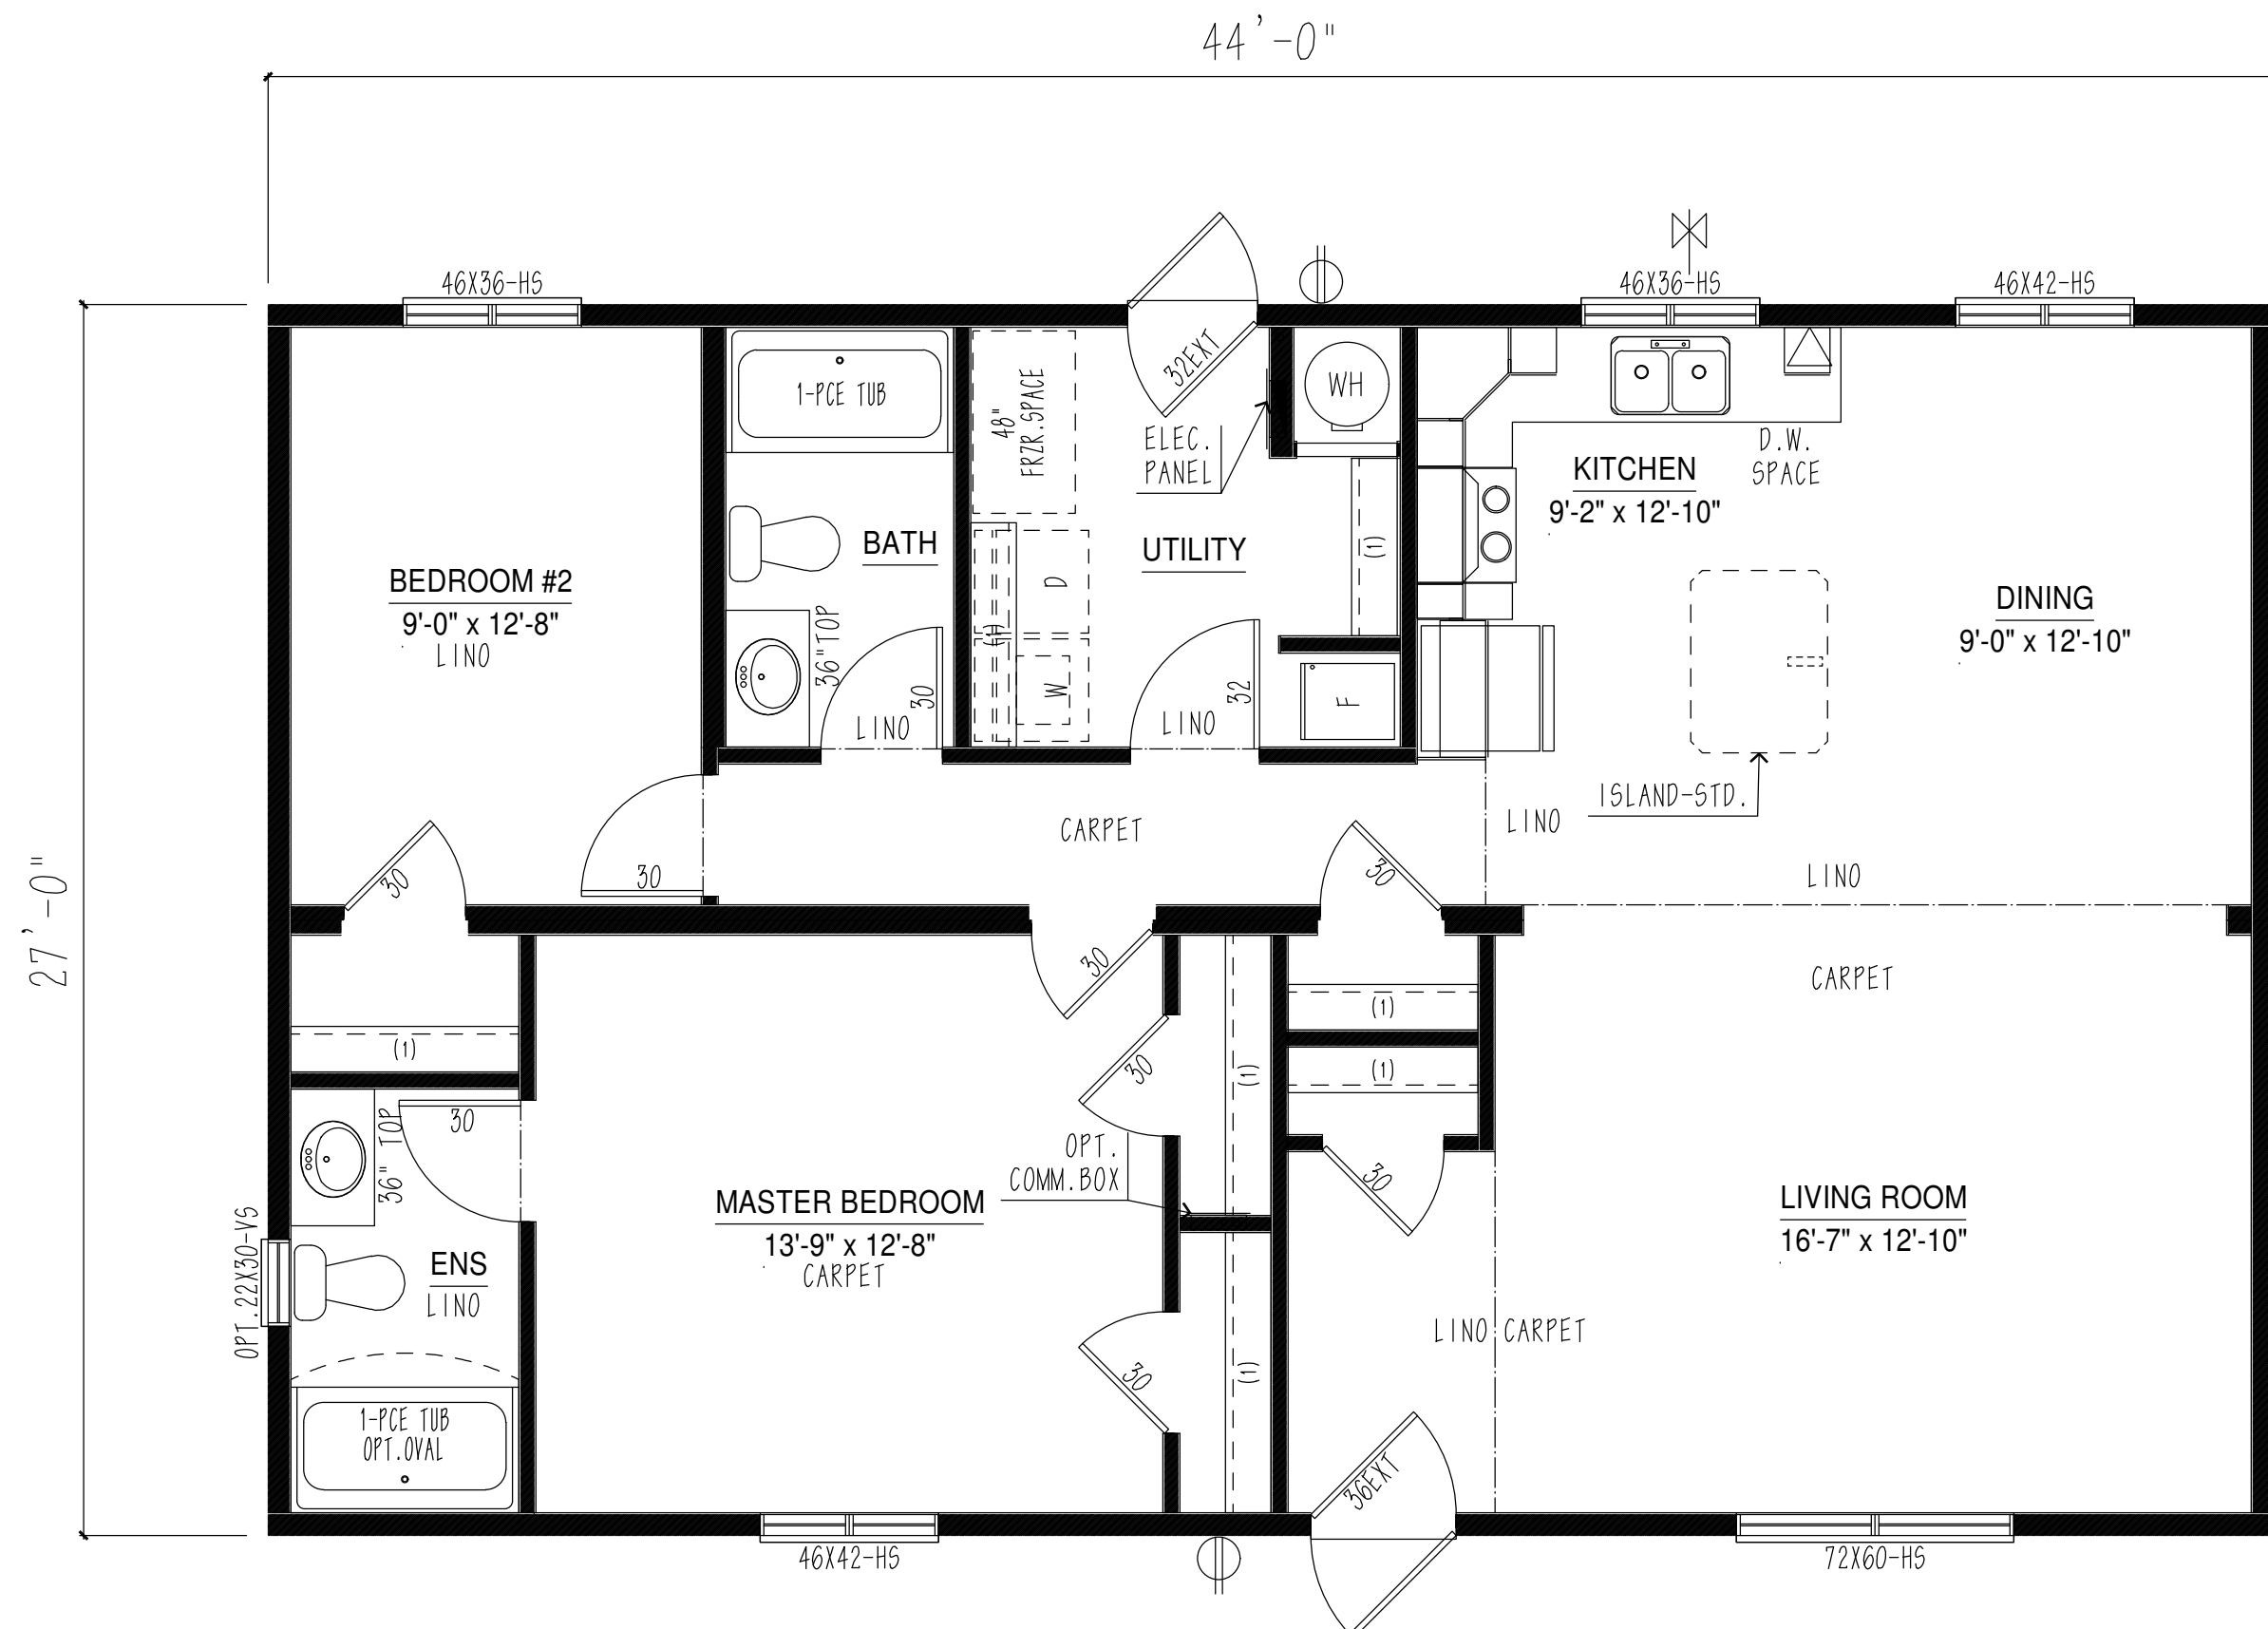 44'-0"
46X36-HS
46X36-HS
46X42-HS
32EXT
1-PCE TUB
48"
FRZR.SPACE
WH
ELEC.
PANEL
D.W.
SPACE
KITCHEN
9'-2" x 12'-10"
BATH
UTILITY
(1)
BEDROOM #2
9'-0" x 12'-8"
LINO
D
(1)
W
36"TOP
30
LINO
32
LINO
F
DINING
9'-0" x 12'-10"
ISLAND-STD.
LINO
CARPET
30
30
30
LINO
27'-0"
30
CARPET
(1)
(1)
(1)
30
(1)
30
36" TOP
OPT.
COMM.BOX
30
MASTER BEDROOM
13'-9" x 12'-8"
CARPET
LIVING ROOM
16'-7" x 12'-10"
OPT.22X30-VS
ENS
LINO
LINO CARPET
30
(1)
1-PCE TUB
OPT.OVAL
36EXT
46X42-HS
72X60-HS